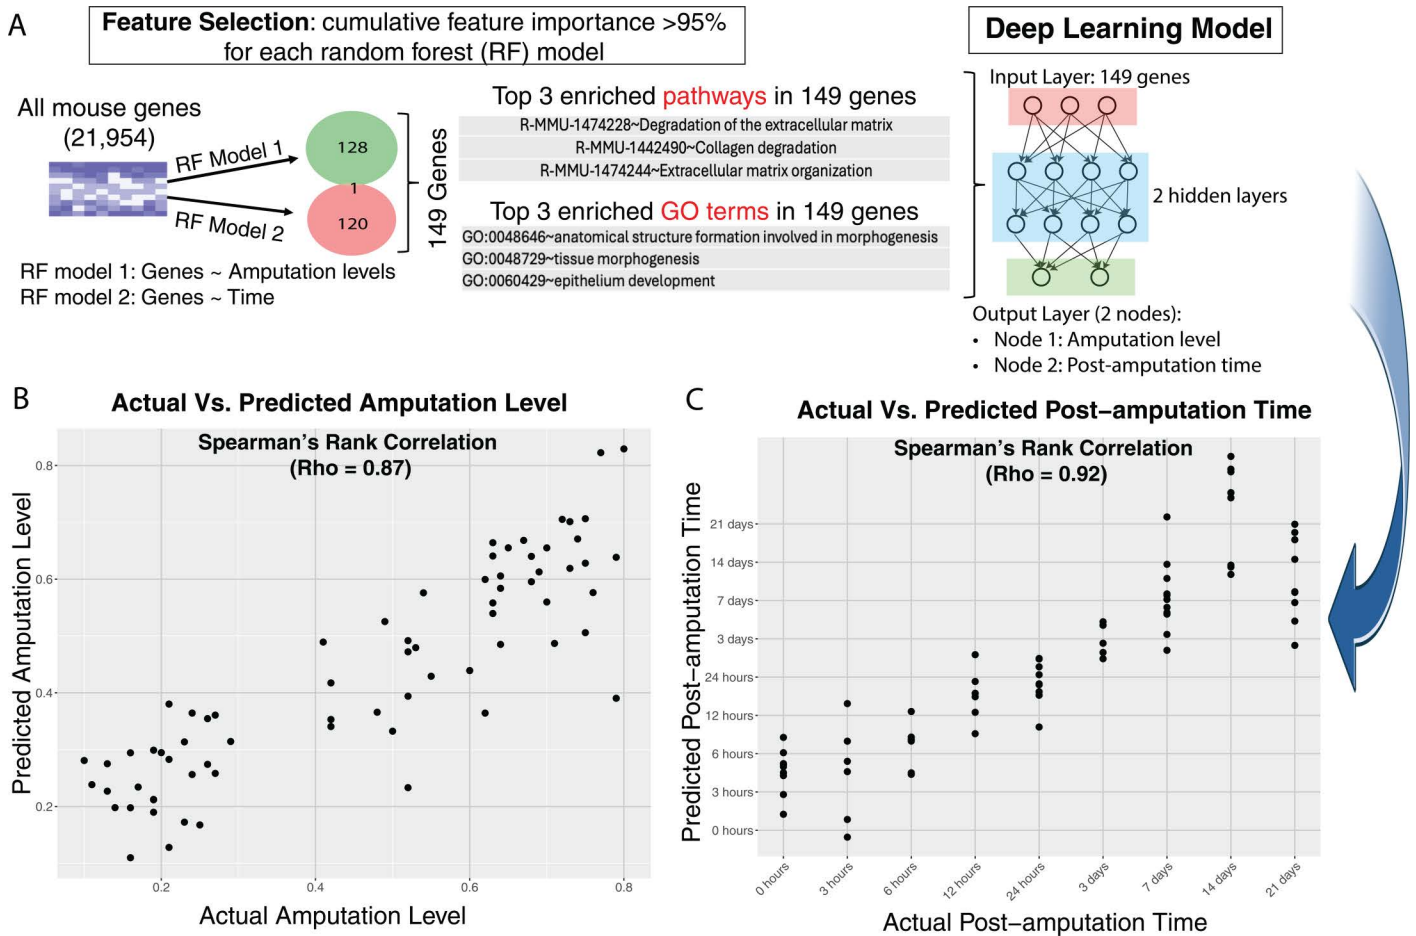 A
Feature Selection: cumulative feature importance >95%
for each random forest (RF) model
All mouse genes
(21,954)
RF Model 1
RF Model 2
128
1
120
149 Genes
RF model 1: Genes ~ Amputation levels
RF model 2: Genes ~ Time
Top 3 enriched pathways in 149 genes
R-MMU-1474228~Degradation of the extracellular matrix
R-MMU-1442490~Collagen degradation
R-MMU-1474244~Extracellular matrix organization
Top 3 enriched GO terms in 149 genes
GO:0048646~anatomical structure formation involved in morphogenesis
GO:0048729~tissue morphogenesis
GO:0060429~epithelium development
Deep Learning Model
Input Layer: 149 genes
2 hidden layers
Output Layer (2 nodes):
• Node 1: Amputation level
• Node 2: Post-amputation time
B
Actual Vs. Predicted Amputation Level
Spearman's Rank Correlation
(Rho = 0.87)
Predicted Amputation Level
0.8
0.6
0.4
0.2
0.2
0.4
0.6
0.8
Actual Amputation Level
C
Actual Vs. Predicted Post−amputation Time
Spearman's Rank Correlation
(Rho = 0.92)
Predicted Post−amputation Time
21 days
14 days
7 days
3 days
24 hours
12 hours
6 hours
3 hours
0 hours
0 hours
3 hours
6 hours
12 hours
24 hours
3 days
7 days
14 days
21 days
Actual Post−amputation Time